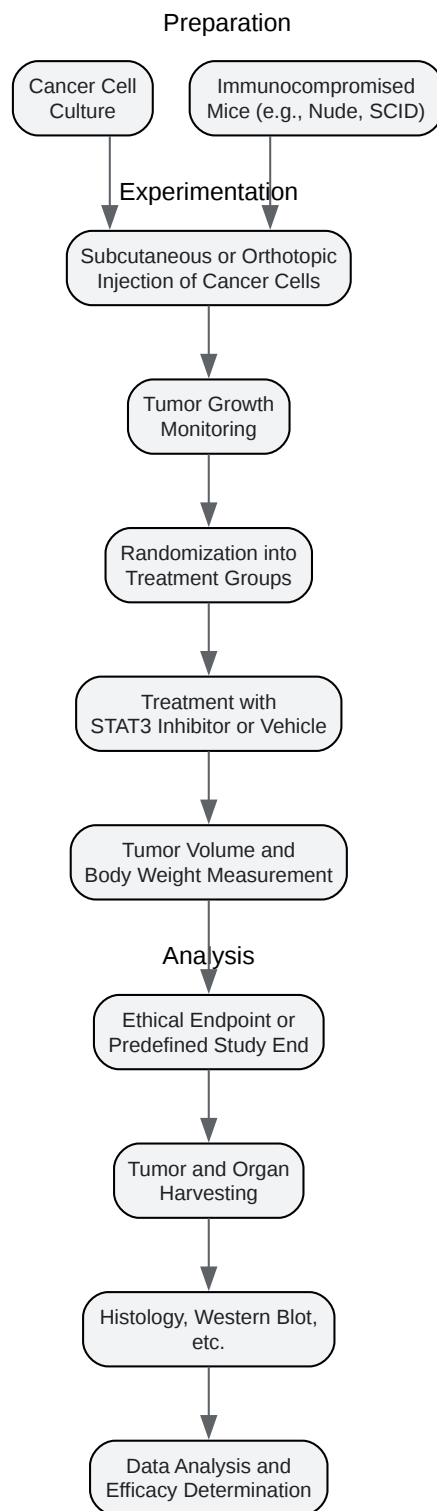 Preparation
Cancer Cell
Culture
Immunocompromised
Mice (e.g., Nude, SCID)
Experimentation
Subcutaneous or Orthotopic
Injection of Cancer Cells
Tumor Growth
Monitoring
Randomization into
Treatment Groups
Treatment with
STAT3 Inhibitor or Vehicle
Tumor Volume and
Body Weight Measurement
Analysis
Ethical Endpoint or
Predefined Study End
Tumor and Organ
Harvesting
Histology, Western Blot,
etc.
Data Analysis and
Efficacy Determination